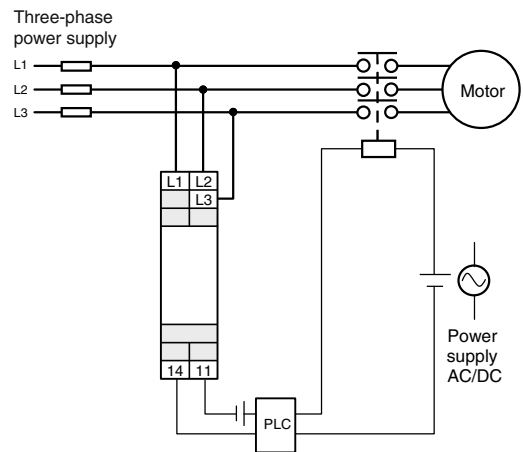 Three-phase
power supply
L1
L2
L3
Motor
L1 L2
L3
Power
supply
AC/DC
14 11
PLC